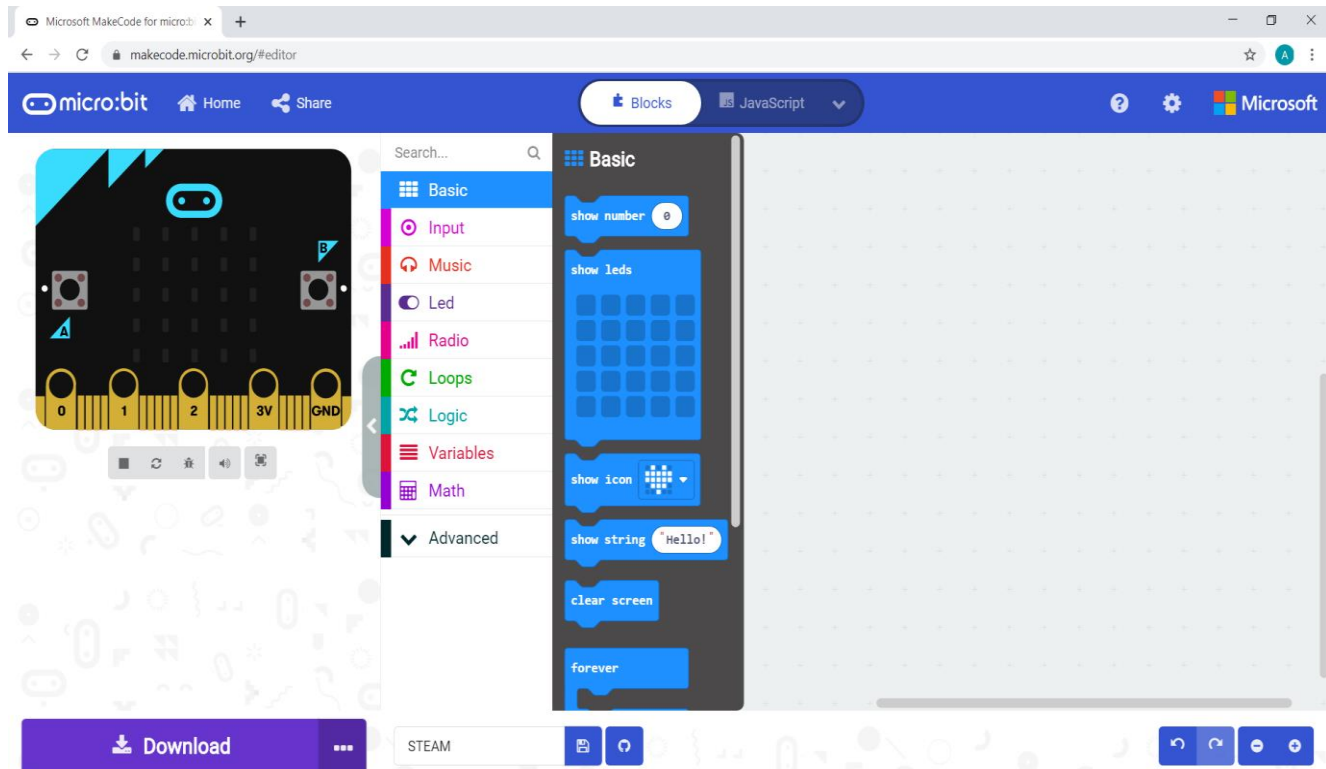 Microsoft MakeCode for micro:b
makecode.microbit.org/#editor
A
micro:bit Home Share Blocks JS JavaScript ? Microsoft
Search...
Basic
Input
Music
Led
Radio
Loops
Logic
Variables
Math
Advanced
B
A
0 1 2 3V GND
Basic
show number 0
show leds
show icon
show string "Hello!"
clear screen
forever
Download ... STEAM